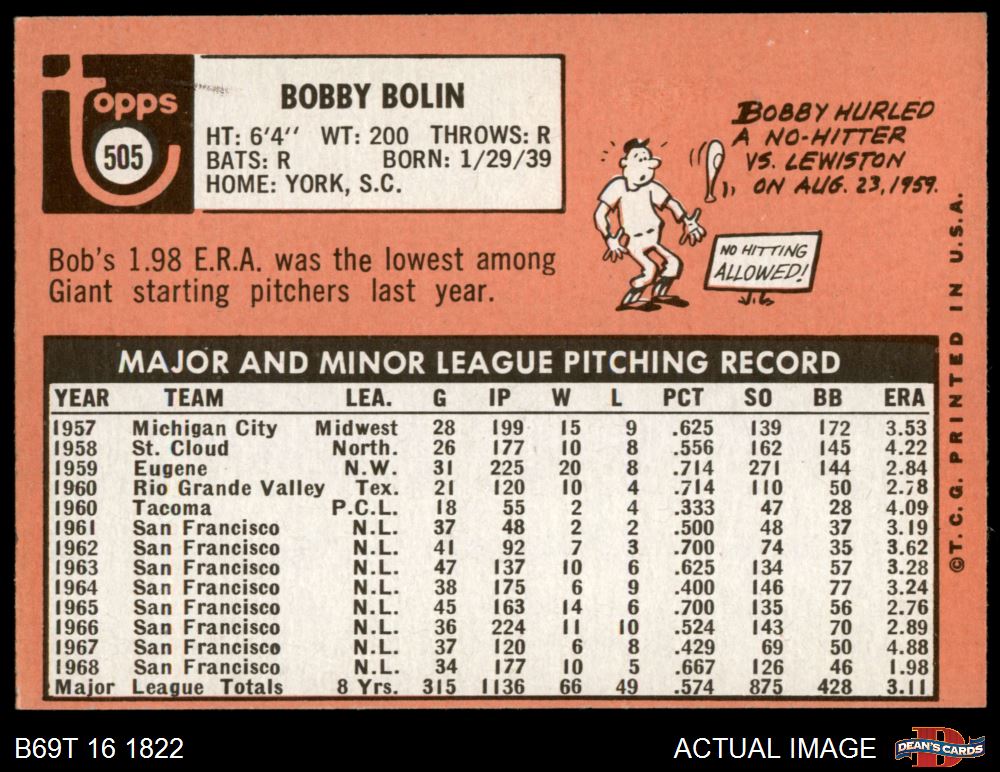 topps
505
BOBBY BOLIN
HT: 6'4'' WT: 200 THROWS: R
BATS: R BORN: 1/29/39
HOME: YORK, S.C.
Bob's 1.98 E.R.A. was the lowest among
Giant starting pitchers last year.
BOBBY HURLED
A NO-HITTER
VS. LEWISTON
ON AUG. 23, 1959.
NO HITTING
ALLOWED!
MAJOR AND MINOR LEAGUE PITCHING RECORD
YEAR TEAM LEA. G IP W L PCT SO BB ERA
1957 Michigan City Midwest 28 199 15 9 .625 139 172 3.53
1958 St. Cloud North. 26 177 10 8 .556 162 145 4.22
1959 Eugene N.W. 31 225 20 8 .714 271 144 2.84
1960 Rio Grande Valley Tex. 21 120 10 4 .714 110 50 2.78
1960 Tacoma P.C.L. 18 55 2 4 .333 47 28 4.09
1961 San Francisco N.L. 37 48 2 2 .500 48 37 3.19
1962 San Francisco N.L. 41 92 7 3 .700 74 35 3.62
1963 San Francisco N.L. 47 137 10 6 .625 134 57 3.28
1964 San Francisco N.L. 38 175 6 9 .400 146 77 3.24
1965 San Francisco N.L. 45 163 14 6 .700 135 56 2.76
1966 San Francisco N.L. 36 224 11 10 .524 143 70 2.89
1967 San Francisco N.L. 37 120 6 8 .429 69 50 4.88
1968 San Francisco N.L. 34 177 10 5 .667 126 46 1.98
Major League Totals 8 Yrs. 315 1136 66 49 .574 875 428 3.11
©T.C.G. PRINTED IN U.S.A.
B69T 16 1822
ACTUAL IMAGE
DEAN'S CARDS